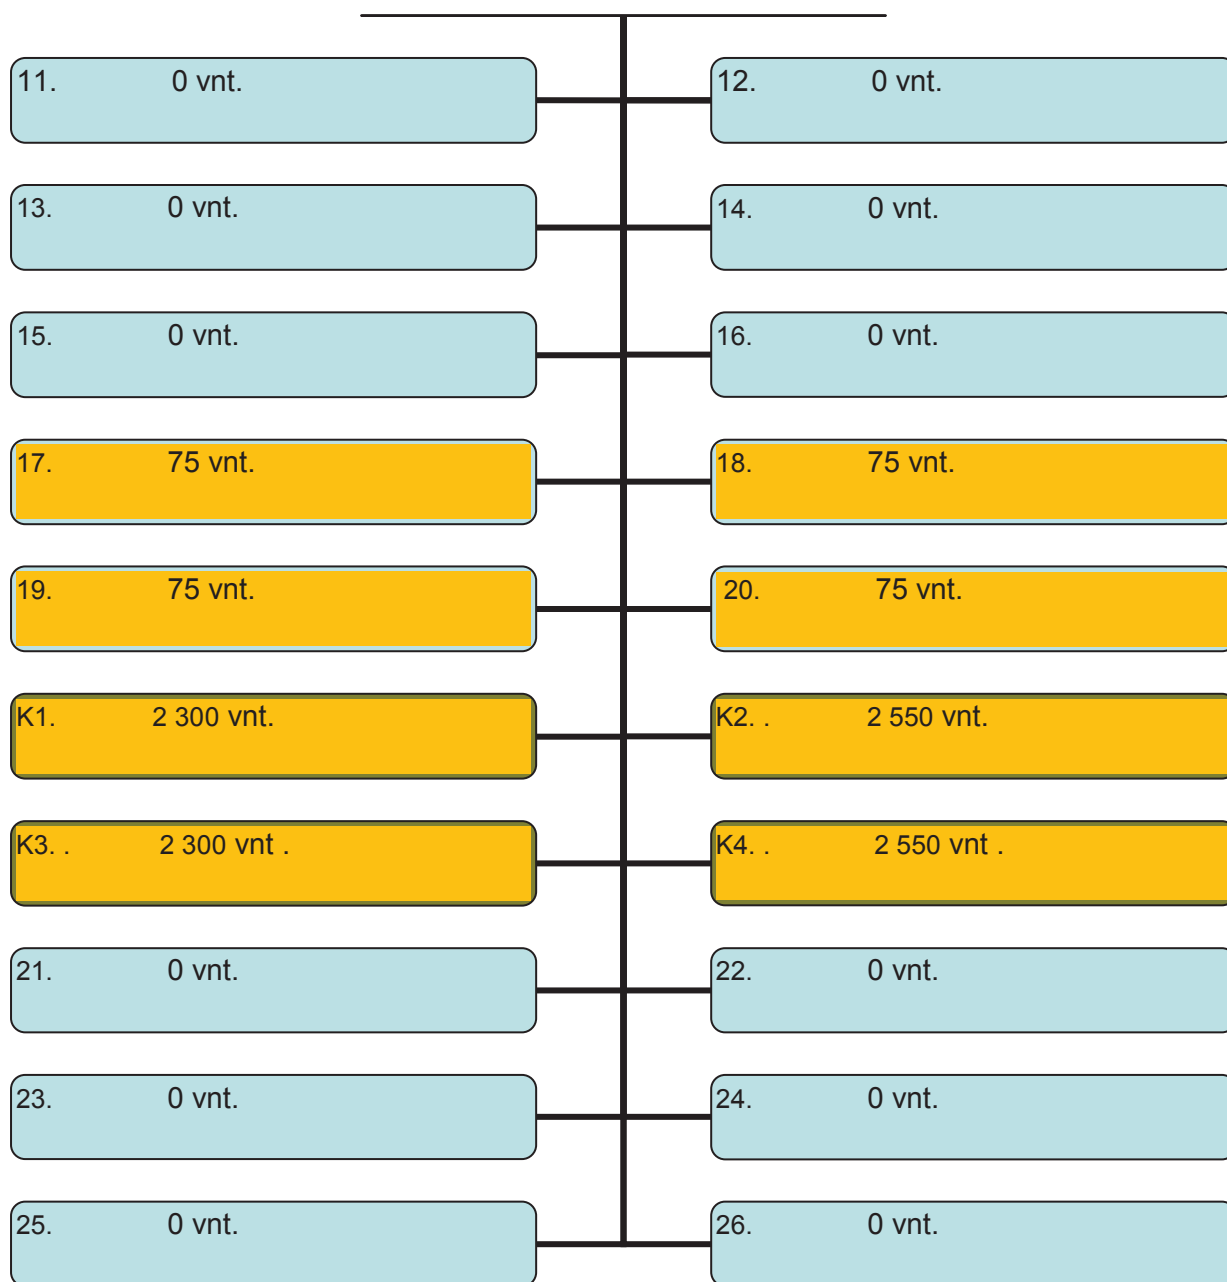 11. 0 vnt.
12. 0 vnt.
13. 0 vnt.
14. 0 vnt.
15. 0 vnt.
16. 0 vnt.
17. 75 vnt.
18. 75 vnt.
19. 75 vnt.
20. 75 vnt.
K1. 2 300 vnt.
K2. . 2 550 vnt.
K3. . 2 300 vnt .
K4. . 2 550 vnt .
21. 0 vnt.
22. 0 vnt.
23. 0 vnt.
24. 0 vnt.
25. 0 vnt.
26. 0 vnt.